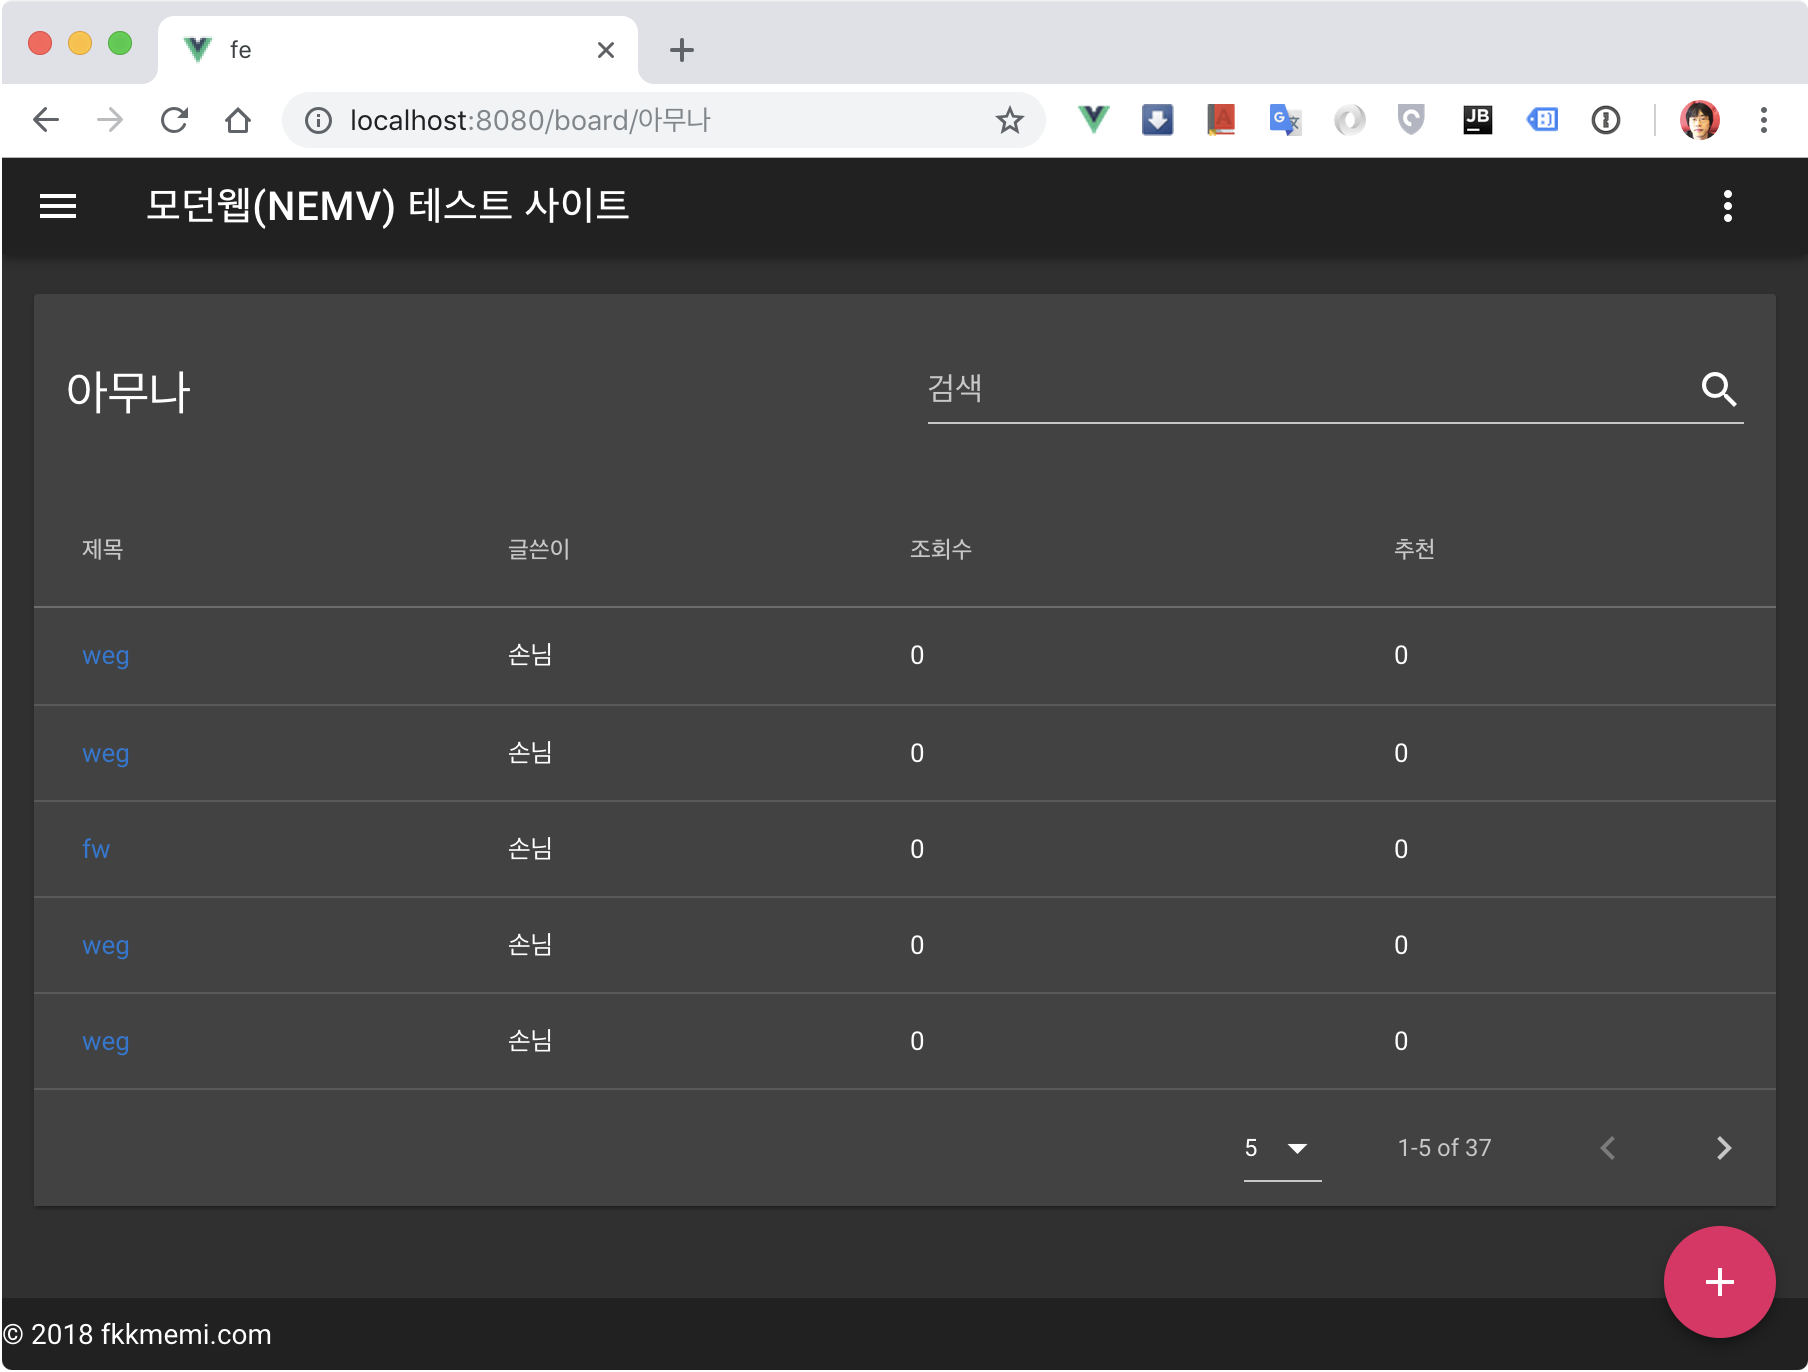 fe
localhost:8080/board/아무나
JB
모던웹(NEMV) 테스트 사이트
아무나
검색
제목 글쓴이 조회수 추천
weg 손님 0 0
weg 손님 0 0
fw 손님 0 0
weg 손님 0 0
weg 손님 0 0
5 1-5 of 37
© 2018 fkkmemi.com